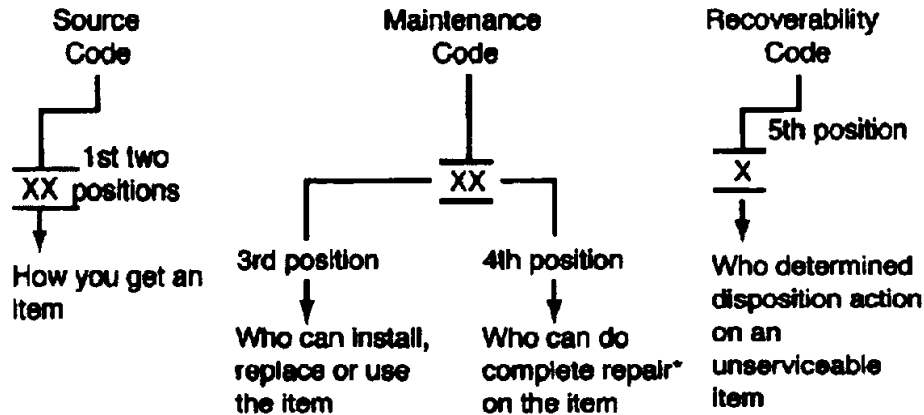 Source
Code
Maintenance
Code
Recoverability
Code
1st two
positions
XX
How you get an
Item
XX
3rd position
Who can install,
replace or use
the item
4th position
Who can do
complete repair*
on the item
5th position
X
Who determined
disposition action
on an
unserviceable
item